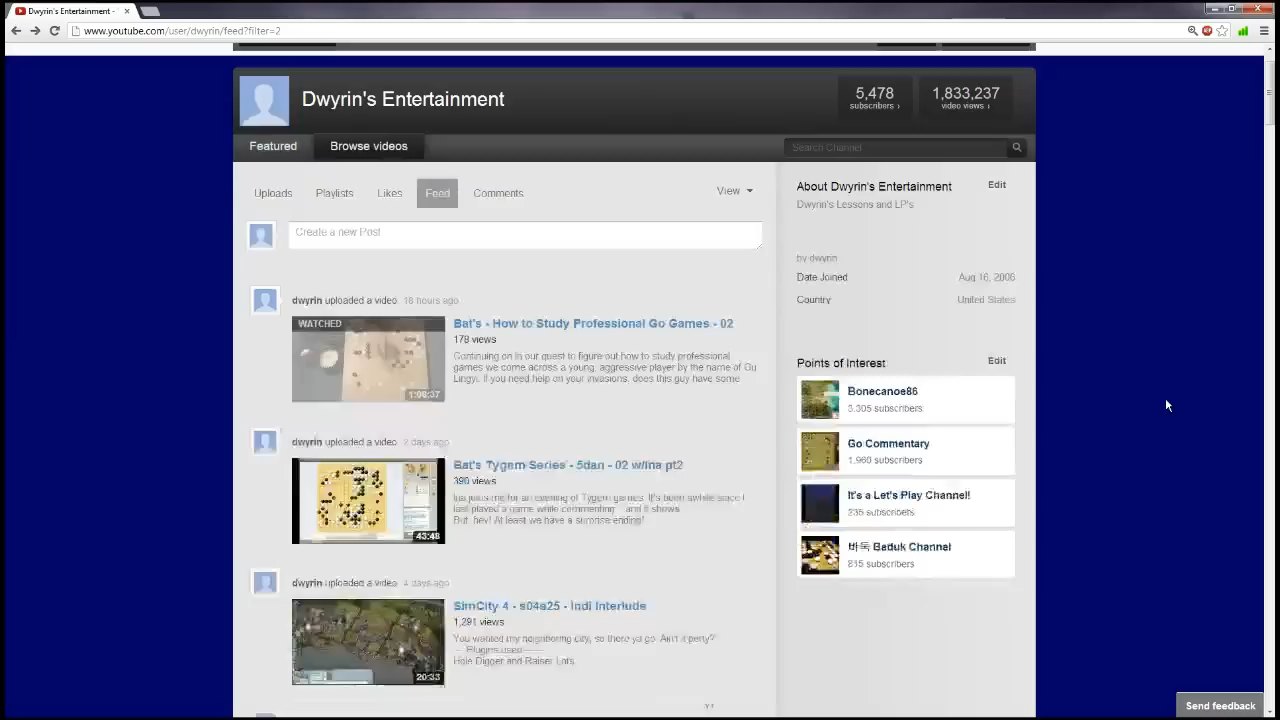 Dwyrin's Entertainment -
www.youtube.com/user/dwyrin/feed?filter=2
Dwyrin's Entertainment
5,478
subscribers ›
1,833,237
video views ›
Featured
Browse videos
Search Channel
Uploads
Playlists
Likes
Feed
Comments
View
Create a new Post
dwyrin uploaded a video 18 hours ago
WATCHED
1:08:37
Bat's - How to Study Professional Go Games - 02
178 views
Continuing on in our quest to figure out how to study professional
games we come across a young, aggressive player by the name of Gu
Lingyi. If you need help on your invasions, does this guy have some
dwyrin uploaded a video 2 days ago
43:48
Bat's Tygem Series - 5dan - 02 w/Ina pt2
390 views
Ina joins me for an evening of Tygem games. It's been awhile since I
last played a game while commenting and it shows
But, hey! At least we have a surprise ending!
dwyrin uploaded a video 4 days ago
20:33
SimCity 4 - s04e25 - Indi Interlude
1,291 views
You wanted my neighboring city, so there ya go. Ain't it perty?
---- Plugins used------
Hole Digger and Raiser Lots
About Dwyrin's Entertainment
Edit
Dwyrin's Lessons and LP's
by dwyrin
Date Joined
Aug 16, 2006
Country
United States
Points of Interest
Edit
Bonecanoe86
3,305 subscribers
Go Commentary
1,960 subscribers
It's a Let's Play Channel!
235 subscribers
바둑 Baduk Channel
815 subscribers
Send feedback